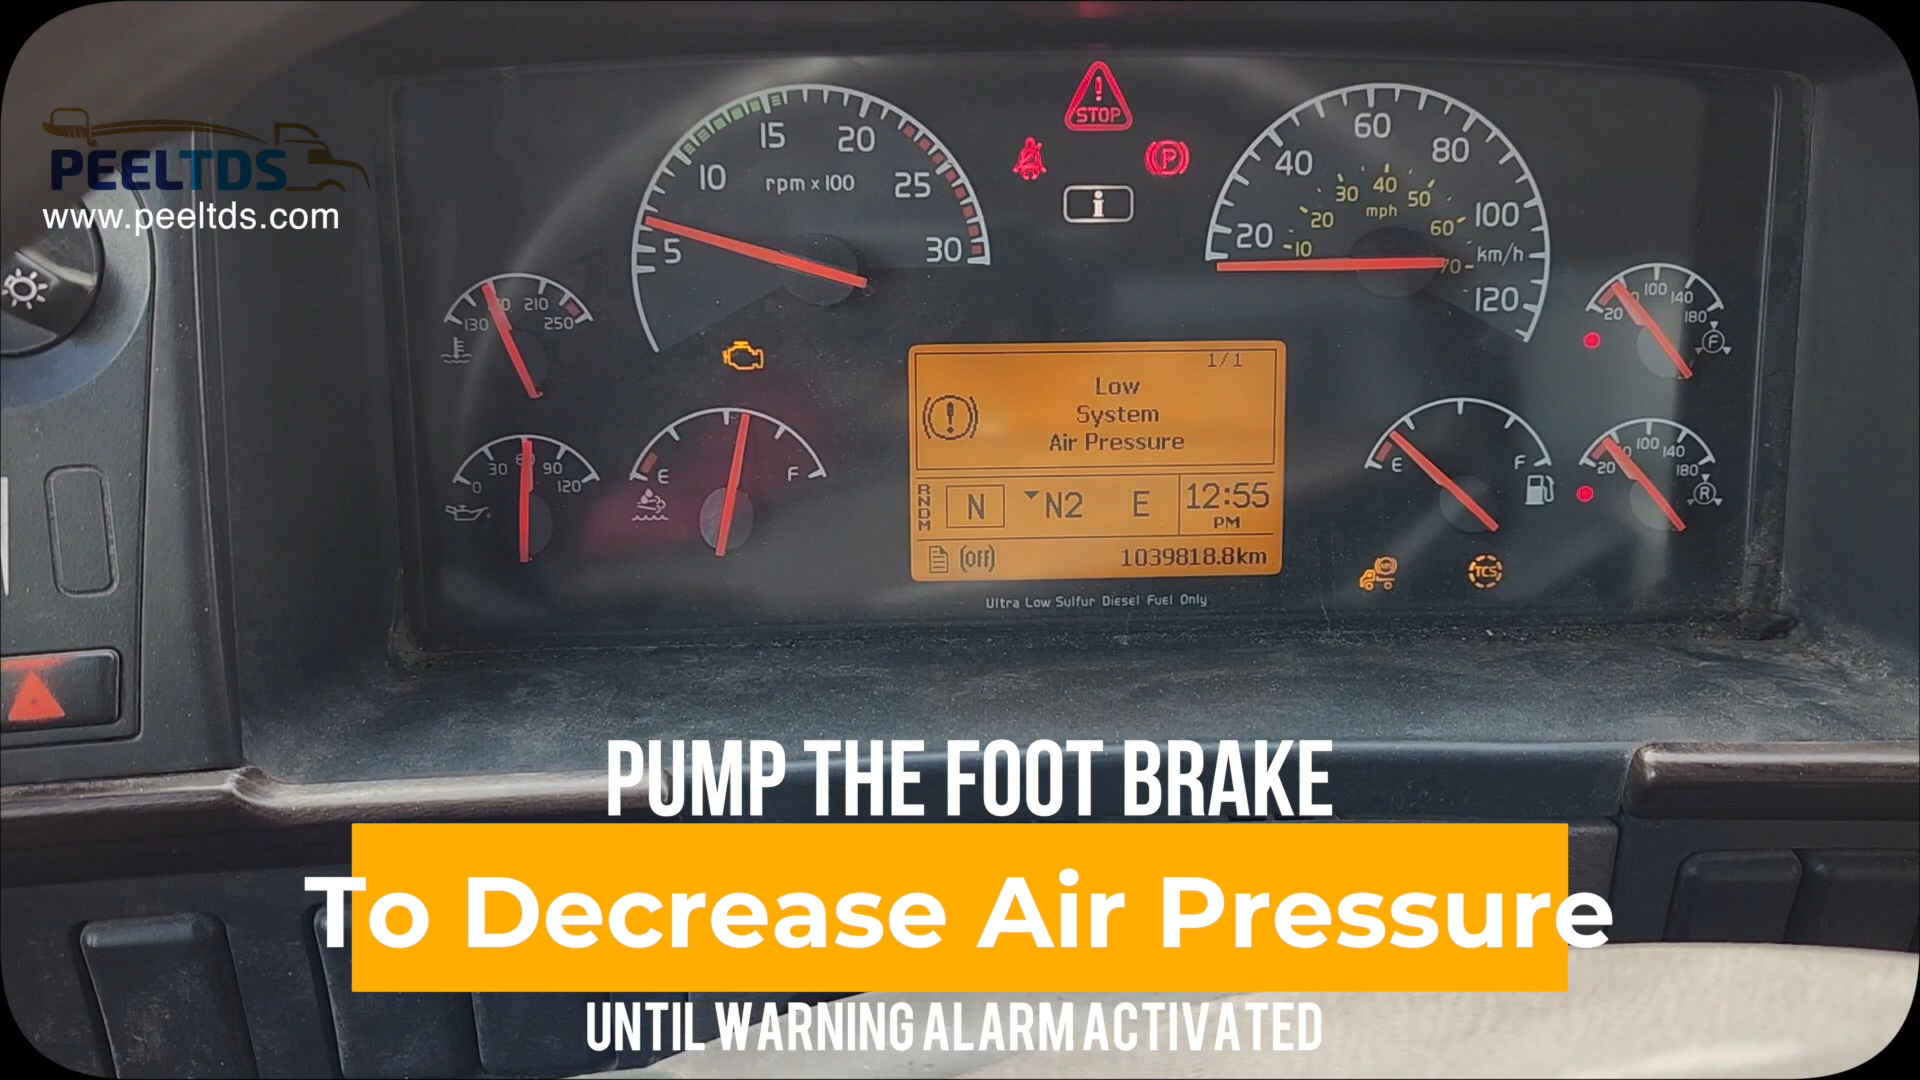 PEELTDS
www.peeltds.com
STOP
P
i
15
20
10
rpm x 100
25
5
30
60
40
80
30
40
50
mph
20
60
100
20
10
70
km/h
120
210
130
250
30
90
0
120
E
F
100
140
20
180
F
E
F
100
140
20
180
R
1/1
Low
System
Air Pressure
RNDM
N
N2
E
12:55
PM
(OFF)
1039818.8km
TCS
Ultra Low Sulfur Diesel Fuel Only
PUMP THE FOOT BRAKE
To Decrease Air Pressure
UNTIL WARNING ALARM ACTIVATED